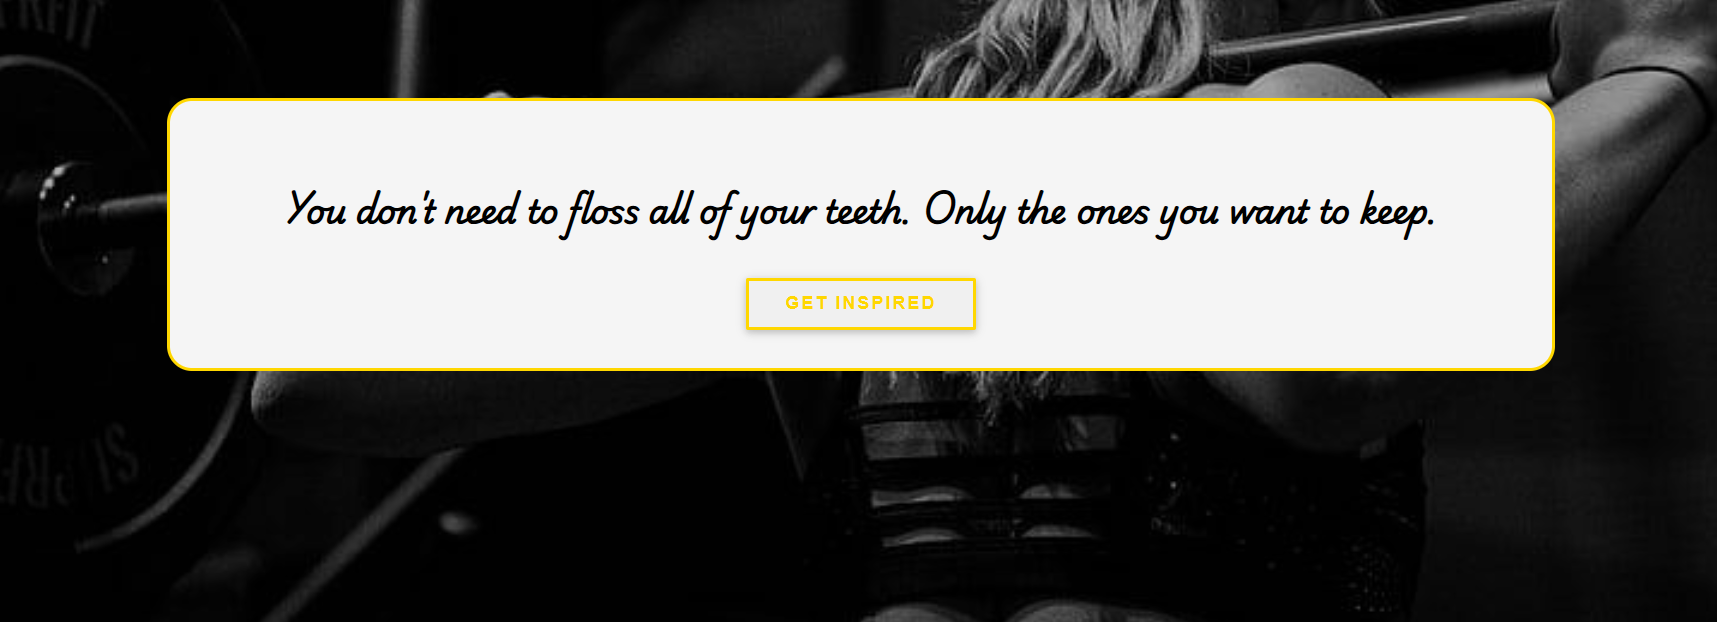 You don't need to floss all of your teeth. Only the ones you want to keep.
GET INSPIRED